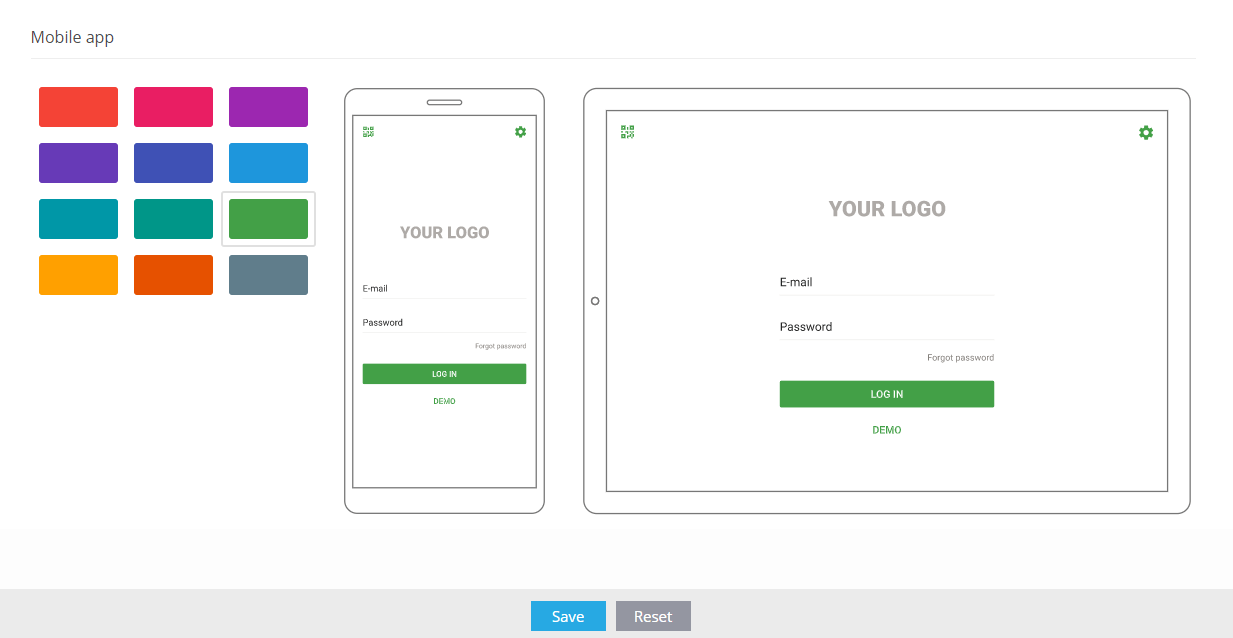 Mobile app
YOUR LOGO
E-mail
Password
Forgot password
LOG IN
DEMO
YOUR LOGO
E-mail
Password
Forgot password
LOG IN
DEMO
Save
Reset